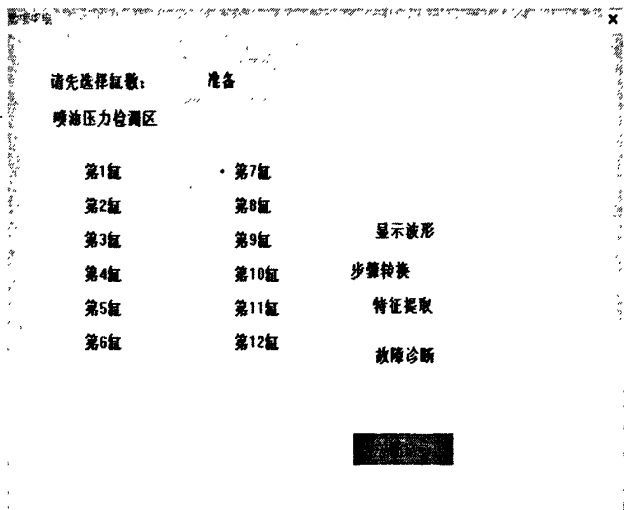 请先选择缸数： 准备
喷油压力检测区
第1缸 第7缸
第2缸 第8缸
第3缸 第9缸
显示波形
第4缸 第10缸
步骤转换
第5缸 第11缸
特征提取
第6缸 第12缸
故障诊断